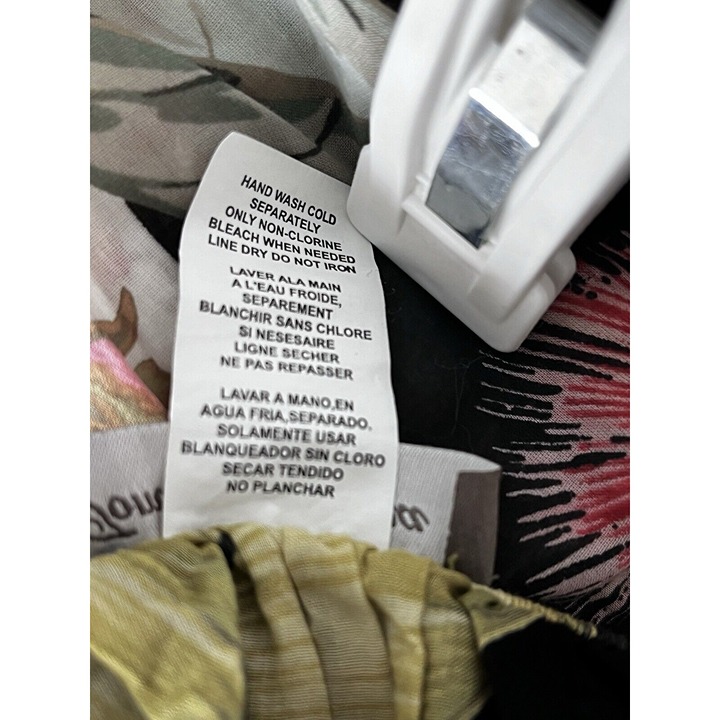 HAND WASH COLD
SEPARATELY
ONLY NON-CLORINE
BLEACH WHEN NEEDED
LINE DRY DO NOT IRON
LAVER ALA MAIN
A L'EAU FROIDE,
SEPAREMENT
BLANCHIR SANS CHLORE
SI NESESAIRE
LIGNE SECHER
NE PAS REPASSER
LAVAR A MANO,EN
AGUA FRIA,SEPARADO,
SOLAMENTE USAR
BLANQUEADOR SIN CLORO
SECAR TENDIDO
NO PLANCHAR